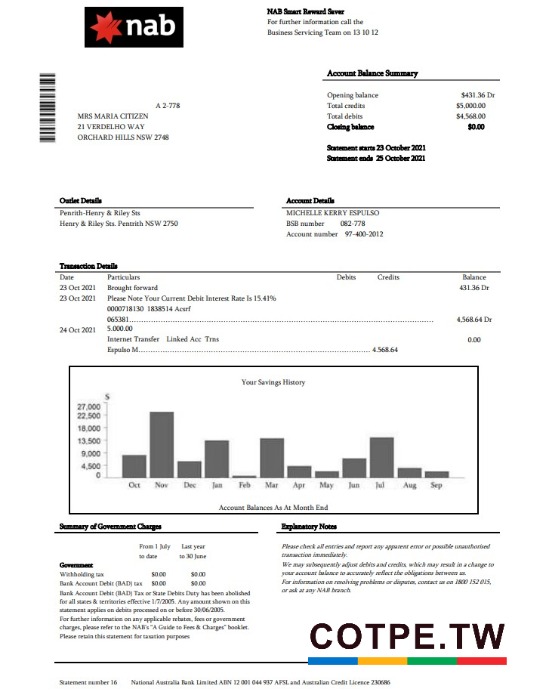 nab
NAB Smart Reward Saver
For further information call the
Business Servicing Team on 13 10 12
Account Balance Summary
Opening balance $431.36 Dr
Total credits $5,000.00
Total debits $4,568.00
Closing balance $0.00
Statement starts 23 October 2021
Statement ends 25 October 2021
A 2-778
MRS MARIA CITIZEN
21 VERDELHO WAY
ORCHARD HILLS NSW 2748
Outlet Details
Penrith-Henry & Riley Sts
Henry & Riley Sts. Pentrith NSW 2750
Account Details
MICHELLE KERRY ESPULSO
BSB number 082-778
Account number 97-400-2012
Transaction Details
Date Particulars Debits Credits Balance
23 Oct 2021 Brought forward 431.36 Dr
23 Oct 2021 Please Note Your Current Debit Interest Rate Is 15.41%
0000718130 1838514 Acsrf
065381 4,568.64 Dr
24 Oct 2021 5.000.00
Internet Transfer Linked Acc Trns 0.00
Espulso M 4.568.64
Your Savings History
$
27,000
22,500
18,000
13,500
9,000
4,500
0
Oct Nov Dec Jan Feb Mar Apr May Jun Jul Aug Sep
Account Balances As At Month End
Summary of Government Charges
From 1 July Last year
to date to 30 June
Government
Withholding tax $0.00 $0.00
Bank Account Debit (BAD) tax $0.00 $0.00
Bank Account Debit (BAD) Tax or State Debits Duty has been abolished
for all states & territories effective 1/7/2005. Any amount shown on this
statement applies on debits processed on or before 30/06/2005.
For further information on any applicable rebates, fees or government
charges, please refer to the NAB's "A Guide to Fees & Charges" booklet.
Please retain this statement for taxation purposes
Explanatory Notes
Please check all entries and report any apparent error or possible unauthorised
transaction immediately.
We may subsequently adjust debits and credits, which may result in a change to
your account balance to accurately reflect the obligations between us.
For information on resolving problems or disputes, contact us on 1800 152 015,
or ask at any NAB branch.
COTPE.TW
Statement number 16 National Australia Bank Limited ABN 12 001 044 937 AFSL and Australian Credit Licence 230686